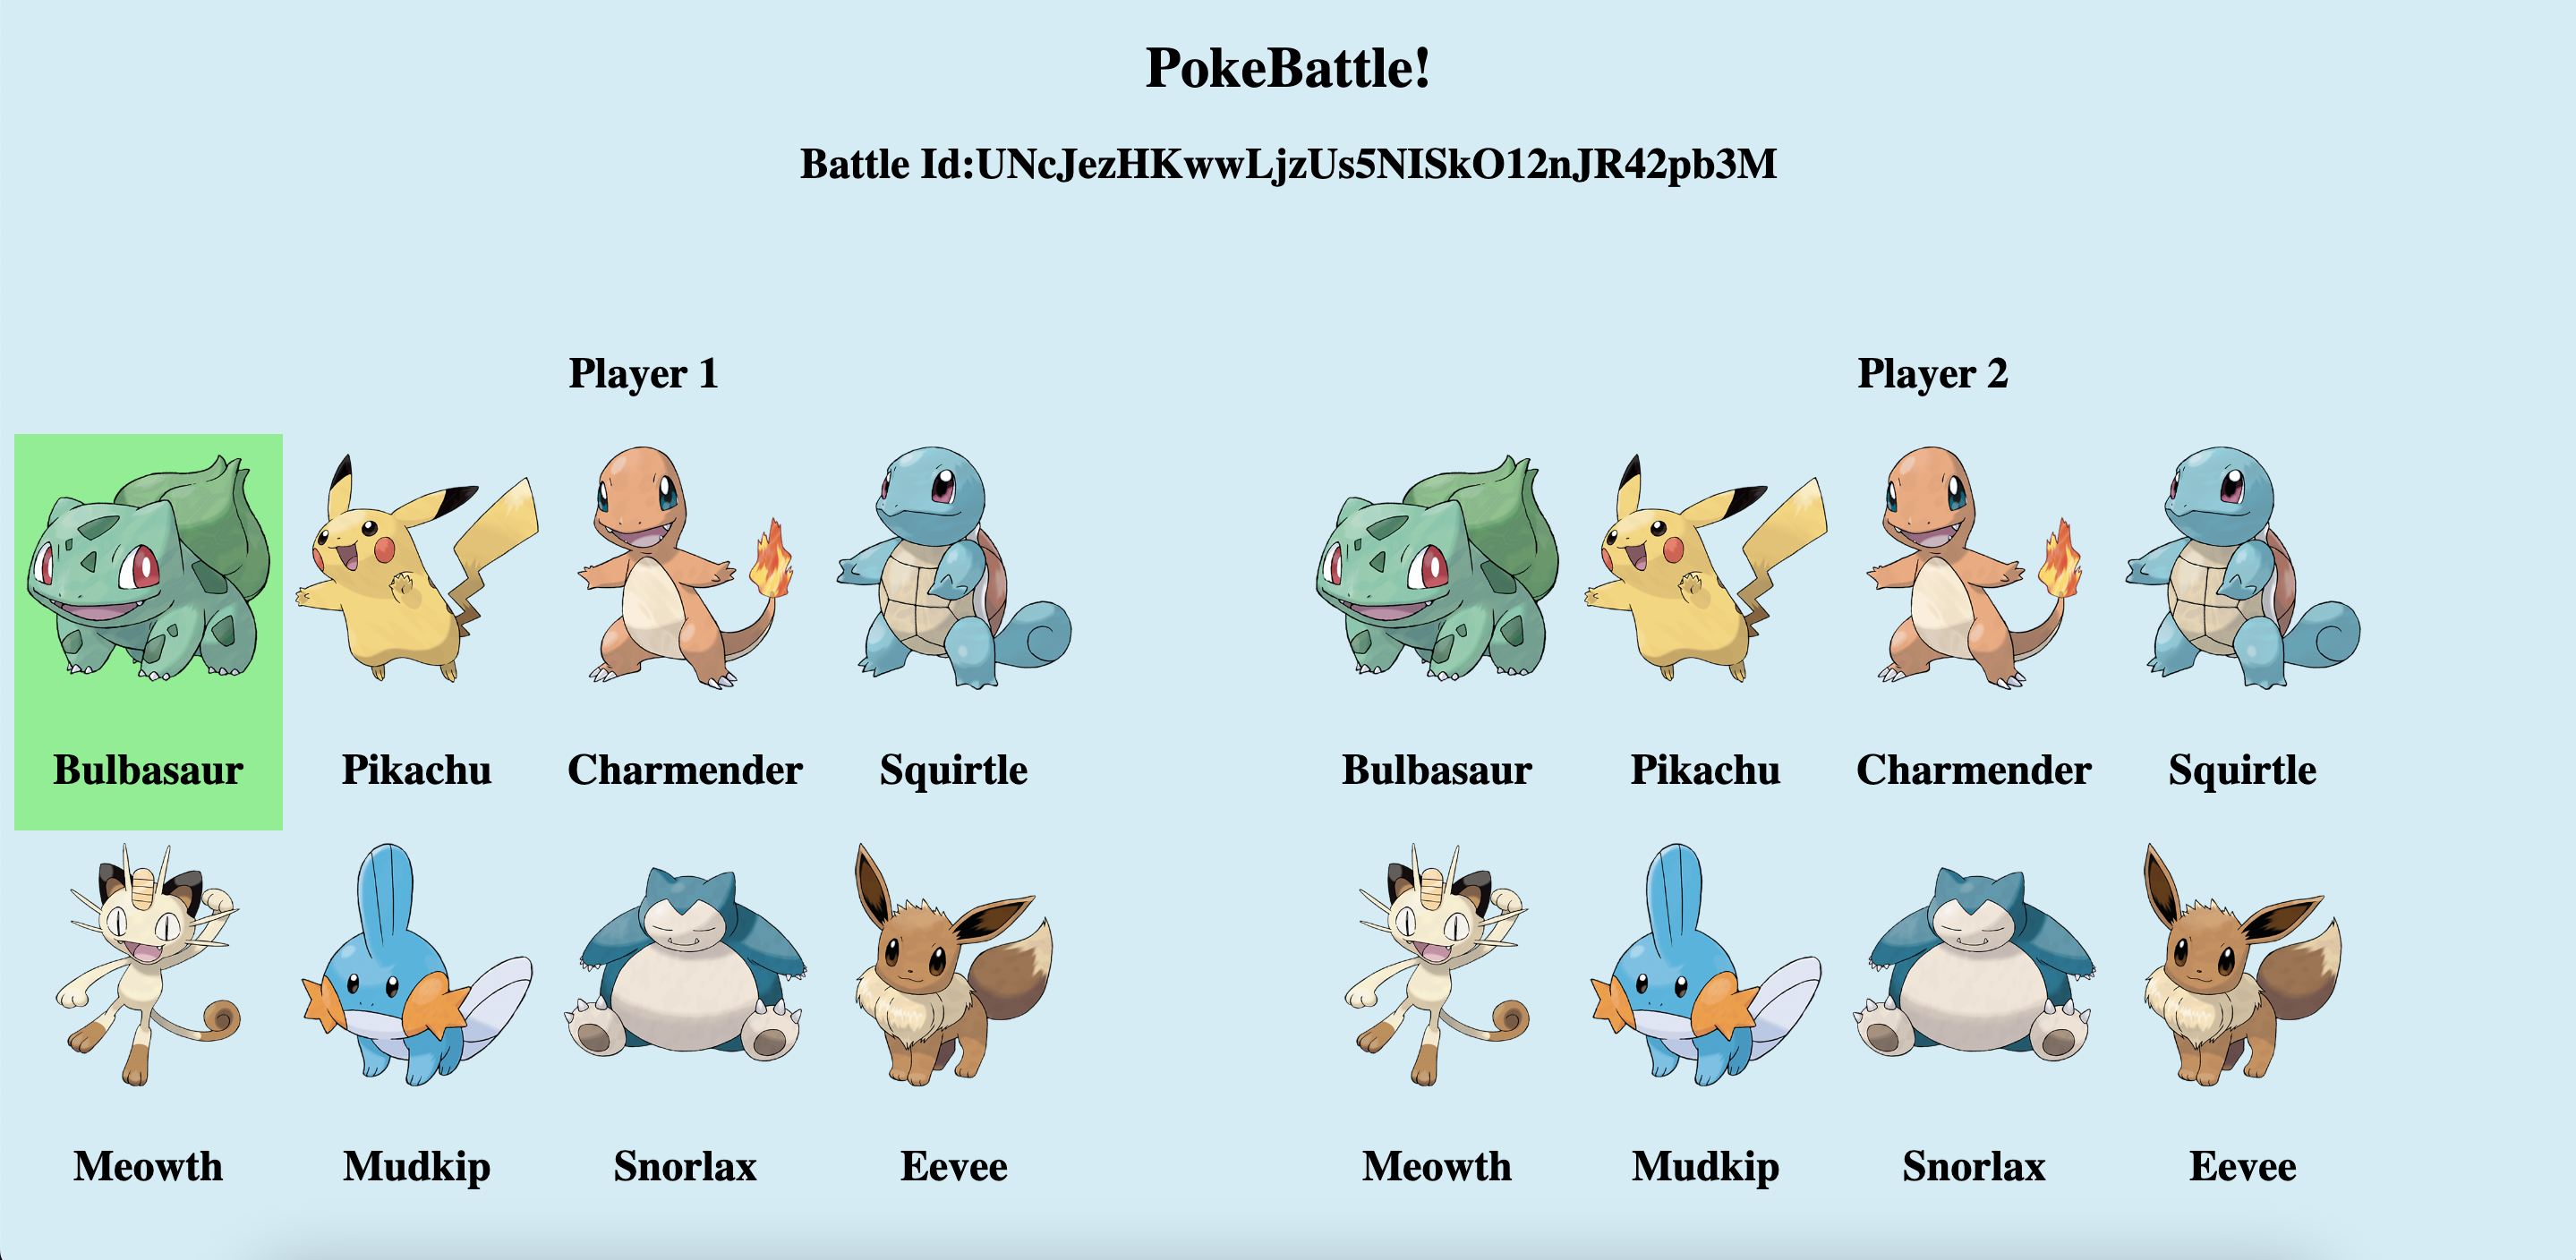 PokeBattle!
Battle Id:UNcJezHKwwLjzUs5NISkO12nJR42pb3M
Player 1
Bulbasaur Pikachu Charmender Squirtle
Meowth Mudkip Snorlax Eevee
Player 2
Bulbasaur Pikachu Charmender Squirtle
Meowth Mudkip Snorlax Eevee